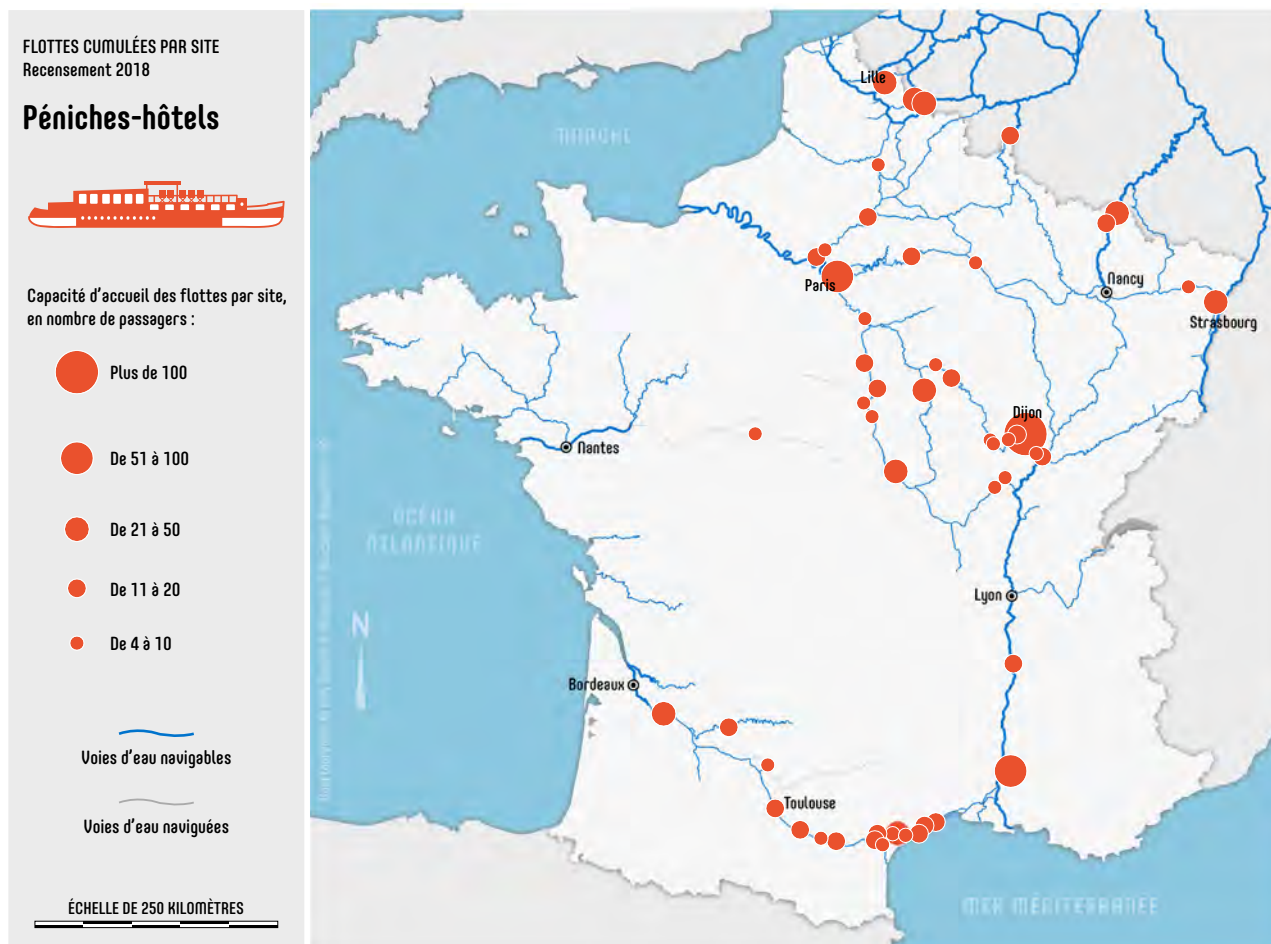 FLOTTES CUMULÉES PAR SITE
Recensement 2018
Péniches-hôtels
Capacité d'accueil des flottes par site,
en nombre de passagers :
Plus de 100
De 51 à 100
De 21 à 50
De 11 à 20
De 4 à 10
Voies d'eau navigables
Voies d'eau naviguées
ÉCHELLE DE 250 KILOMÈTRES
Lille
MANCHE
Nancy
Paris
Strasbourg
Dijon
Nantes
OCÉAN
ATLANTIQUE
Lyon
N
Bordeaux
Toulouse
MER MÉDITERRANÉE